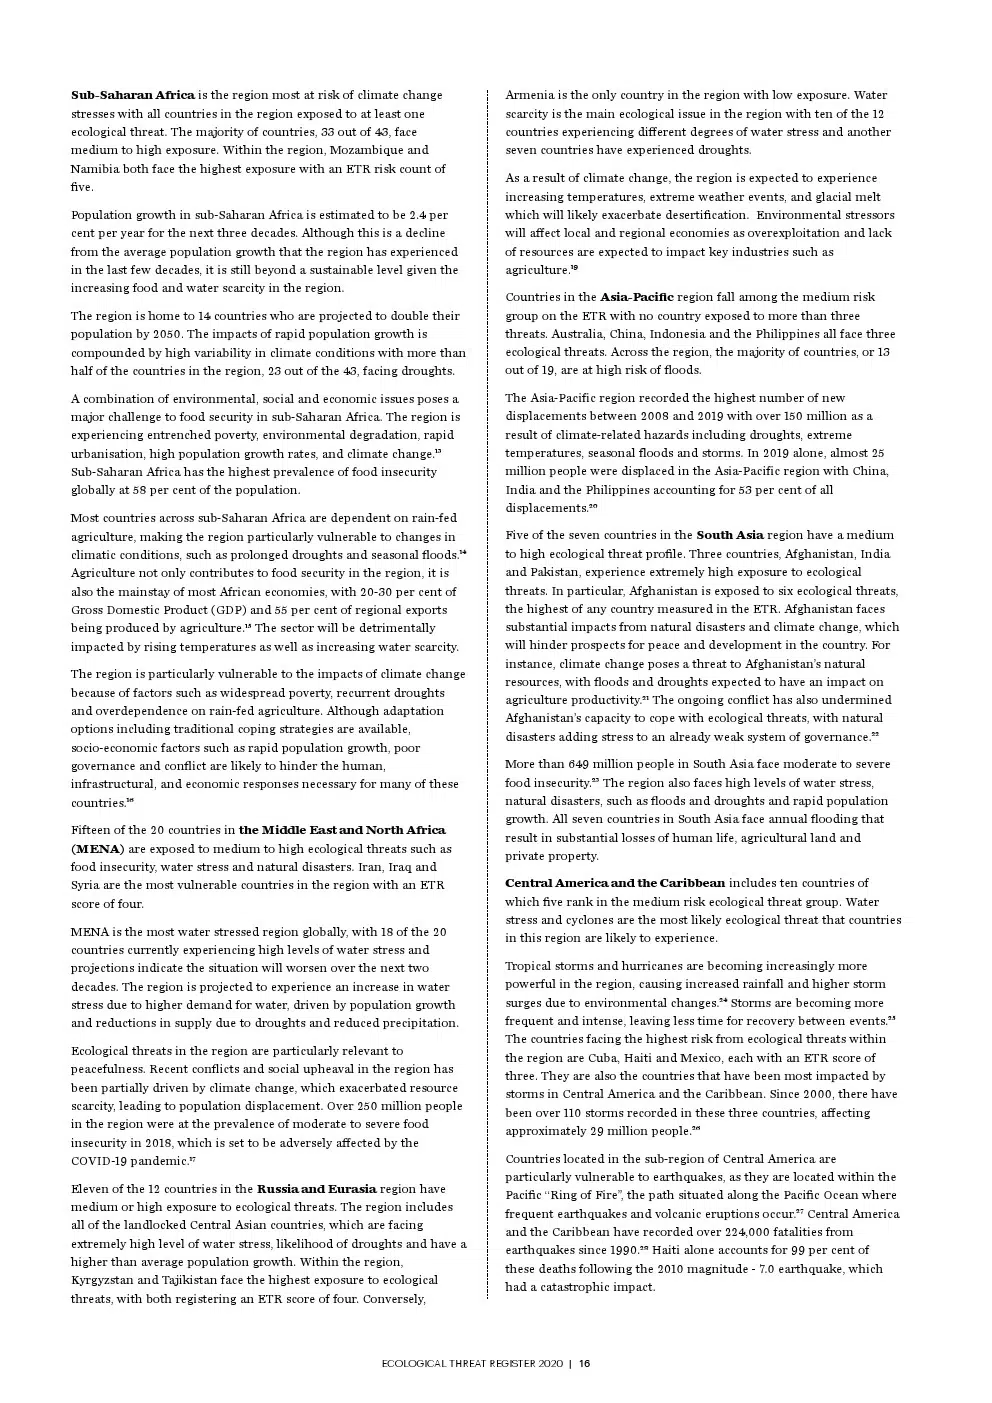 Sub-Saharan Africa is the region most at risk of climate change
stresses with all countries in the region exposed to at least one
ecological threat. The majority of countries, 33 out of 43, face
medium to high exposure. Within the region, Mozambique and
Namibia both face the highest exposure with an ETR risk count of
five.
Population growth in sub-Saharan Africa is estimated to be 2.4 per
cent per year for the next three decades. Although this is a decline
from the average population growth that the region has experienced
in the last few decades, it is still beyond a sustainable level given the
increasing food and water scarcity in the region.
The region is home to 14 countries who are projected to double their
population by 2050. The impacts of rapid population growth is
compounded by high variability in climate conditions with more than
half of the countries in the region, 23 out of the 43, facing droughts.
A combination of environmental, social and economic issues poses a
major challenge to food security in sub-Saharan Africa. The region is
experiencing entrenched poverty, environmental degradation, rapid
urbanisation, high population growth rates, and climate change.¹³
Sub-Saharan Africa has the highest prevalence of food insecurity
globally at 58 per cent of the population.
Most countries across sub-Saharan Africa are dependent on rain-fed
agriculture, making the region particularly vulnerable to changes in
climatic conditions, such as prolonged droughts and seasonal floods.¹⁴
Agriculture not only contributes to food security in the region, it is
also the mainstay of most African economies, with 20-30 per cent of
Gross Domestic Product (GDP) and 55 per cent of regional exports
being produced by agriculture.¹⁵ The sector will be detrimentally
impacted by rising temperatures as well as increasing water scarcity.
The region is particularly vulnerable to the impacts of climate change
because of factors such as widespread poverty, recurrent droughts
and overdependence on rain-fed agriculture. Although adaptation
options including traditional coping strategies are available,
socio-economic factors such as rapid population growth, poor
governance and conflict are likely to hinder the human,
infrastructural, and economic responses necessary for many of these
countries.¹⁶
Fifteen of the 20 countries in the Middle East and North Africa
(MENA) are exposed to medium to high ecological threats such as
food insecurity, water stress and natural disasters. Iran, Iraq and
Syria are the most vulnerable countries in the region with an ETR
score of four.
MENA is the most water stressed region globally, with 18 of the 20
countries currently experiencing high levels of water stress and
projections indicate the situation will worsen over the next two
decades. The region is projected to experience an increase in water
stress due to higher demand for water, driven by population growth
and reductions in supply due to droughts and reduced precipitation.
Ecological threats in the region are particularly relevant to
peacefulness. Recent conflicts and social upheaval in the region has
been partially driven by climate change, which exacerbated resource
scarcity, leading to population displacement. Over 250 million people
in the region were at the prevalence of moderate to severe food
insecurity in 2018, which is set to be adversely affected by the
COVID-19 pandemic.¹⁷
Eleven of the 12 countries in the Russia and Eurasia region have
medium or high exposure to ecological threats. The region includes
all of the landlocked Central Asian countries, which are facing
extremely high level of water stress, likelihood of droughts and have a
higher than average population growth. Within the region,
Kyrgyzstan and Tajikistan face the highest exposure to ecological
threats, with both registering an ETR score of four. Conversely,
Armenia is the only country in the region with low exposure. Water
scarcity is the main ecological issue in the region with ten of the 12
countries experiencing different degrees of water stress and another
seven countries have experienced droughts.
As a result of climate change, the region is expected to experience
increasing temperatures, extreme weather events, and glacial melt
which will likely exacerbate desertification.  Environmental stressors
will affect local and regional economies as overexploitation and lack
of resources are expected to impact key industries such as
agriculture.¹⁹
Countries in the Asia-Pacific region fall among the medium risk
group on the ETR with no country exposed to more than three
threats. Australia, China, Indonesia and the Philippines all face three
ecological threats. Across the region, the majority of countries, or 13
out of 19, are at high risk of floods.
The Asia-Pacific region recorded the highest number of new
displacements between 2008 and 2019 with over 150 million as a
result of climate-related hazards including droughts, extreme
temperatures, seasonal floods and storms. In 2019 alone, almost 25
million people were displaced in the Asia-Pacific region with China,
India and the Philippines accounting for 53 per cent of all
displacements.²⁰
Five of the seven countries in the South Asia region have a medium
to high ecological threat profile. Three countries, Afghanistan, India
and Pakistan, experience extremely high exposure to ecological
threats. In particular, Afghanistan is exposed to six ecological threats,
the highest of any country measured in the ETR. Afghanistan faces
substantial impacts from natural disasters and climate change, which
will hinder prospects for peace and development in the country. For
instance, climate change poses a threat to Afghanistan's natural
resources, with floods and droughts expected to have an impact on
agriculture productivity.²¹ The ongoing conflict has also undermined
Afghanistan's capacity to cope with ecological threats, with natural
disasters adding stress to an already weak system of governance.²²
More than 649 million people in South Asia face moderate to severe
food insecurity.²³ The region also faces high levels of water stress,
natural disasters, such as floods and droughts and rapid population
growth. All seven countries in South Asia face annual flooding that
result in substantial losses of human life, agricultural land and
private property.
Central America and the Caribbean includes ten countries of
which five rank in the medium risk ecological threat group. Water
stress and cyclones are the most likely ecological threat that countries
in this region are likely to experience.
Tropical storms and hurricanes are becoming increasingly more
powerful in the region, causing increased rainfall and higher storm
surges due to environmental changes.²⁴ Storms are becoming more
frequent and intense, leaving less time for recovery between events.²⁵
The countries facing the highest risk from ecological threats within
the region are Cuba, Haiti and Mexico, each with an ETR score of
three. They are also the countries that have been most impacted by
storms in Central America and the Caribbean. Since 2000, there have
been over 110 storms recorded in these three countries, affecting
approximately 29 million people.²⁶
Countries located in the sub-region of Central America are
particularly vulnerable to earthquakes, as they are located within the
Pacific “Ring of Fire”, the path situated along the Pacific Ocean where
frequent earthquakes and volcanic eruptions occur.²⁷ Central America
and the Caribbean have recorded over 224,000 fatalities from
earthquakes since 1990.²⁸ Haiti alone accounts for 99 per cent of
these deaths following the 2010 magnitude - 7.0 earthquake, which
had a catastrophic impact.
ECOLOGICAL THREAT REGISTER 2020 | 16